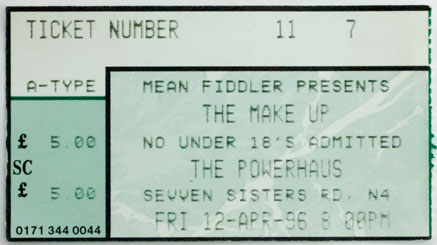 TICKET NUMBER 11 7
A-TYPE
MEAN FIDDLER PRESENTS
THE MAKE UP
£ 5.00
NO UNDER 18'S ADMITTED
SC
THE POWERHAUS
£ 5.00
SEVVEN SISTERS RD. N4
0171 344 0044
FRI 12-APR-96 8.00PM